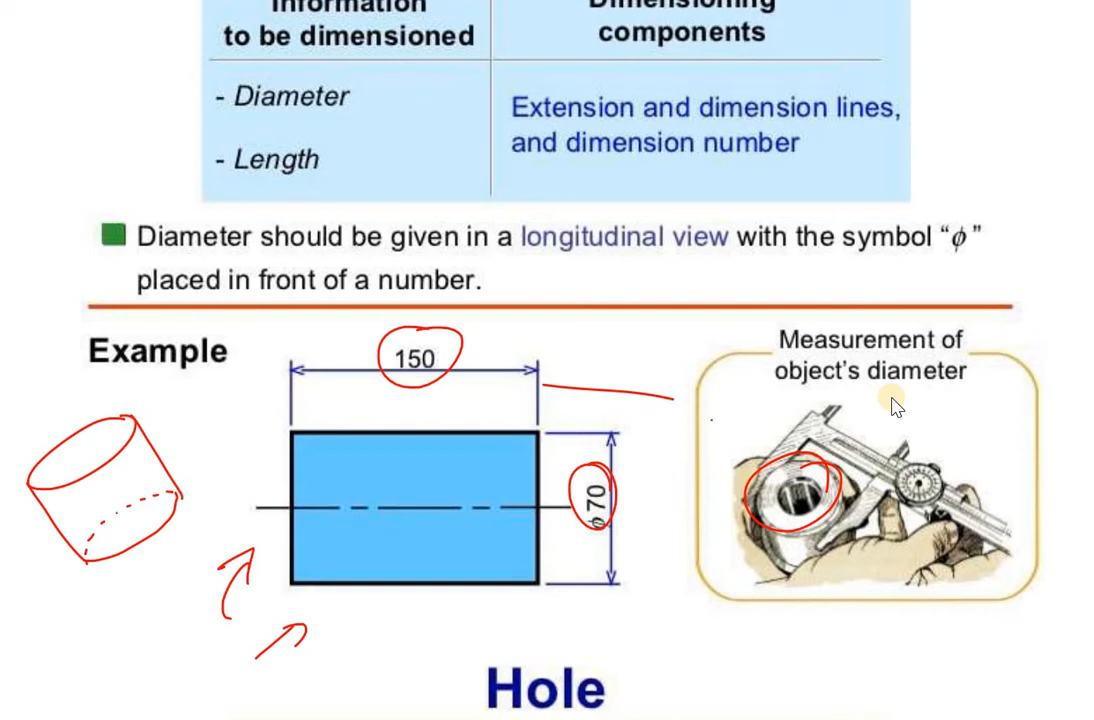 Information
Dimensioning
to be dimensioned
components
- Diameter
Extension and dimension lines,
and dimension number
- Length
Diameter should be given in a longitudinal view with the symbol “ϕ”
placed in front of a number.
Example
150
ϕ 70
Measurement of
object’s diameter
Hole